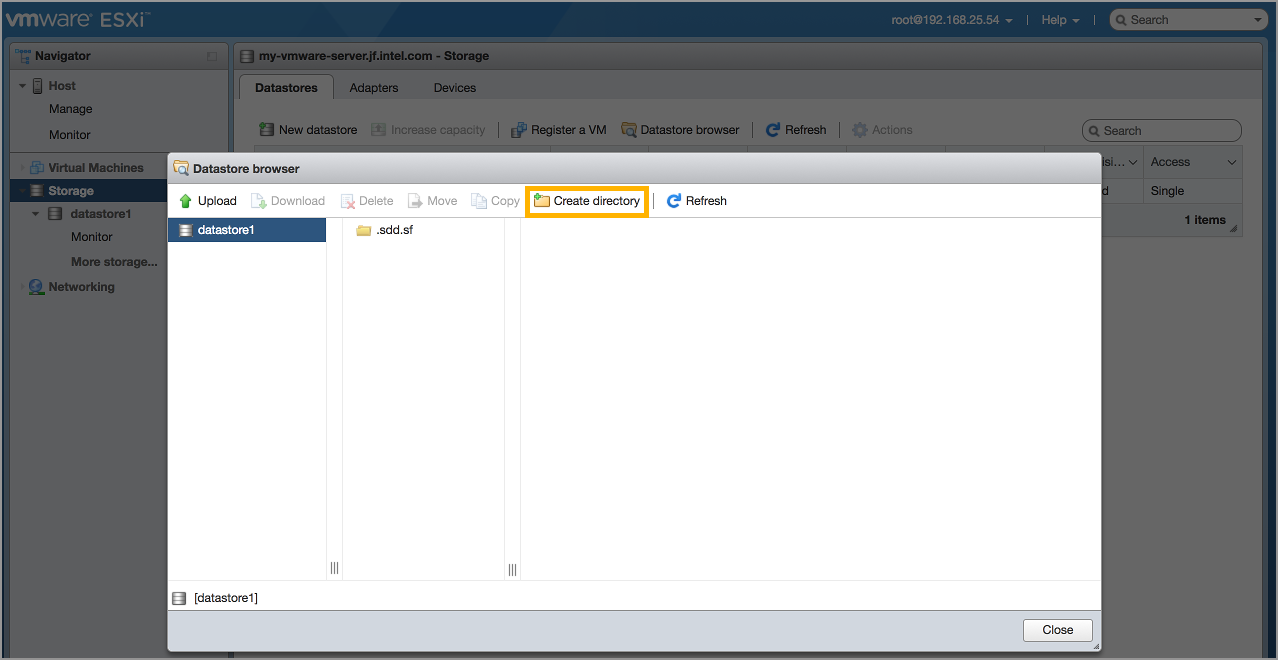 vmware ESXi™
root@192.168.25.54 | Help | Search
Navigator
Host
Manage
Monitor
Virtual Machines
Storage
datastore1
Monitor
More storage...
Networking
my-vmware-server.jf.intel.com - Storage
Datastores Adapters Devices
New datastore Increase capacity | Register a VM Datastore browser | Refresh | Actions Search
Access
Single
1 items
Datastore browser
Upload Download Delete Move Copy Create directory | Refresh
datastore1
.sdd.sf
[datastore1]
Close